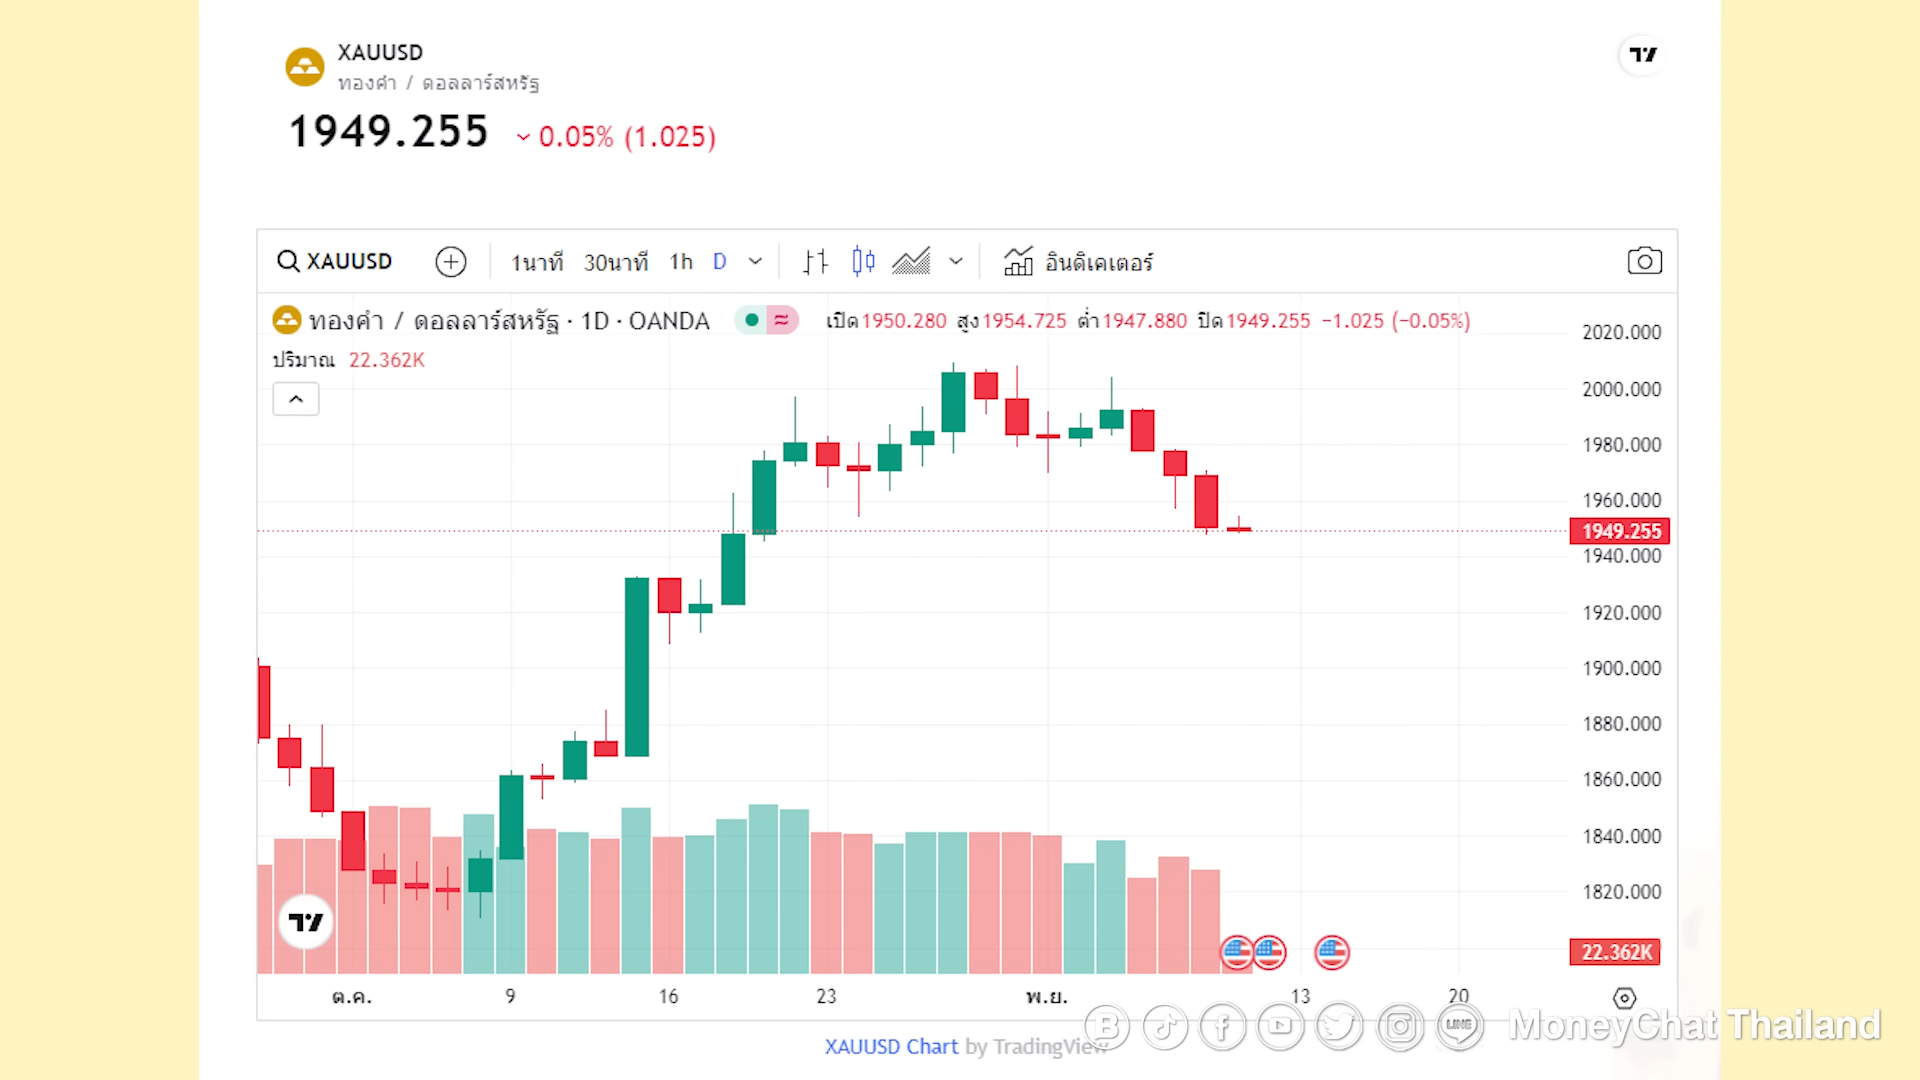 XAUUSD
ทองคำ / ดอลลาร์สหรัฐ
1949.255 0.05% (1.025)
XAUUSD 1นาที 30นาที 1h D อินดิเคเตอร์
ทองคำ / ดอลลาร์สหรัฐ · 1D · OANDA เปิด1950.280 สูง1954.725 ต่ำ1947.880 ปิด1949.255 −1.025 (−0.05%)
ปริมาณ 22.362K
2020.000
2000.000
1980.000
1960.000
1949.255
1940.000
1920.000
1900.000
1880.000
1860.000
1840.000
1820.000
22.362K
ต.ค. 9 16 23 พ.ย. 13 20
LINE MoneyChat Thailand
XAUUSD Chart by TradingView